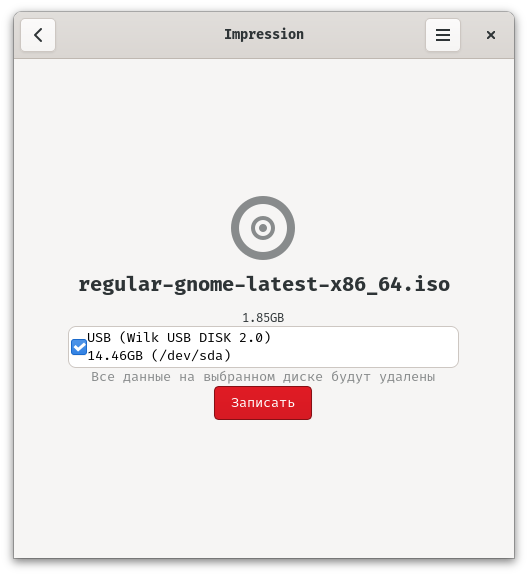 Impression
regular-gnome-latest-x86_64.iso
1.85GB
USB (Wilk USB DISK 2.0)
14.46GB (/dev/sda)
Все данные на выбранном диске будут удалены
Записать